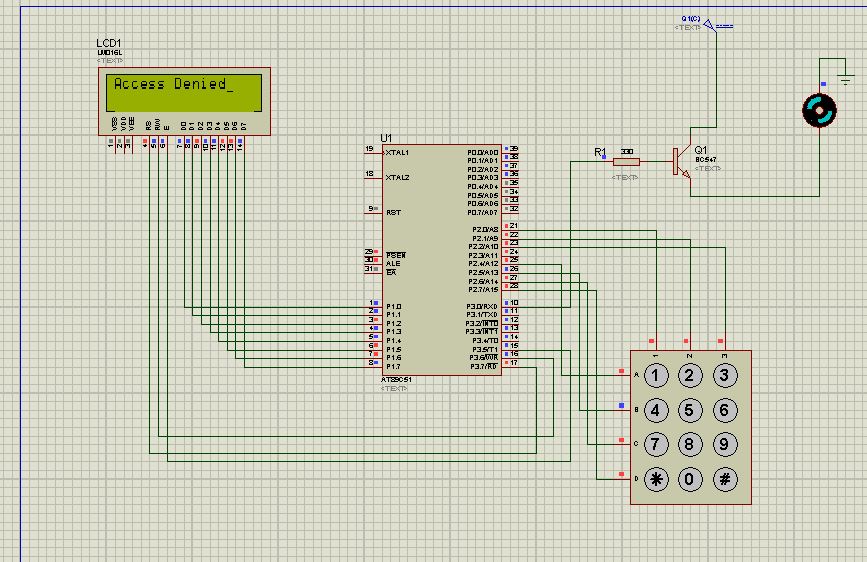 Q1(C)
<TEXT>
LCD1
LM016L
<TEXT>
Access Denied_
VSS VDD VEE RS RW E D0 D1 D2 D3 D4 D5 D6 D7
1 2 3 4 5 6 7 8 9 10 11 12 13 14
U1
19 XTAL1
18 XTAL2
9 RST
29 PSEN
30 ALE
31 EA
1 P1.0
2 P1.1
3 P1.2
4 P1.3
5 P1.4
6 P1.5
7 P1.6
8 P1.7
P0.0/AD0 39
P0.1/AD1 38
P0.2/AD2 37
P0.3/AD3 36
P0.4/AD4 35
P0.5/AD5 34
P0.6/AD6 33
P0.7/AD7 32
P2.0/A8 21
P2.1/A9 22
P2.2/A10 23
P2.3/A11 24
P2.4/A12 25
P2.5/A13 26
P2.6/A14 27
P2.7/A15 28
P3.0/RXD 10
P3.1/TXD 11
P3.2/INT0 12
P3.3/INT1 13
P3.4/T0 14
P3.5/T1 15
P3.6/WR 16
P3.7/RD 17
AT89C51
<TEXT>
R1
330
<TEXT>
Q1
BC547
<TEXT>
1 2 3
A 1 2 3
B 4 5 6
C 7 8 9
D * 0 #